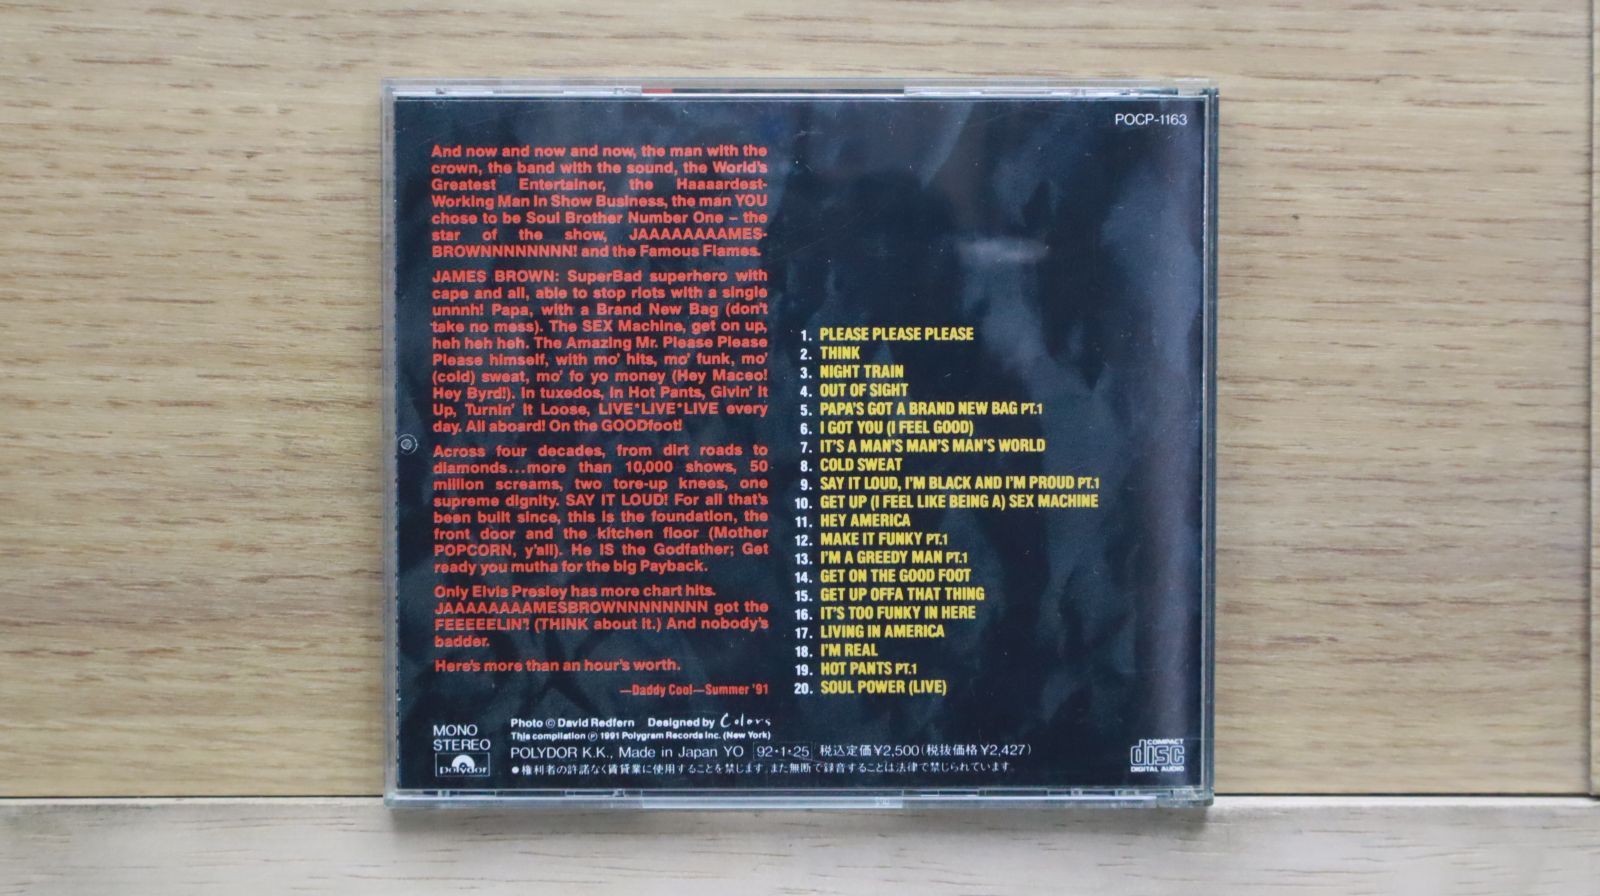 POCP-1163
And now and now and now, the man with the
crown, the band with the sound, the World's
Greatest Entertainer, the Haaaardest-
Working Man in Show Business, the man YOU
chose to be Soul Brother Number One – the
star of the show, JAAAAAAAAMES-
BROWNNNNNNNN! and the Famous Flames.
JAMES BROWN: SuperBad superhero with
cape and all, able to stop riots with a single
unnnh! Papa, with a Brand New Bag (don't
take no mess). The SEX Machine, get on up,
heh heh heh. The Amazing Mr. Please Please
Please himself, with mo' hits, mo' funk, mo'
(cold) sweat, mo' fo yo money (Hey Maceo!
Hey Byrd!). In tuxedos, in Hot Pants, Givin' It
Up, Turnin' It Loose, LIVE*LIVE*LIVE every
day. All aboard! On the GOODfoot!
Across four decades, from dirt roads to
diamonds...more than 10,000 shows, 50
million screams, two tore-up knees, one
supreme dignity. SAY IT LOUD! For all that's
been built since, this is the foundation, the
front door and the kitchen floor (Mother
POPCORN, y'all). He IS the Godfather; Get
ready you mutha for the big Payback.
Only Elvis Presley has more chart hits.
JAAAAAAAAMESBROWNNNNNNNN got the
FEEEEELIN'! (THINK about it.) And nobody's
badder.
Here's more than an hour's worth.
—Daddy Cool—Summer '91
1. PLEASE PLEASE PLEASE
2. THINK
3. NIGHT TRAIN
4. OUT OF SIGHT
5. PAPA'S GOT A BRAND NEW BAG PT.1
6. I GOT YOU (I FEEL GOOD)
7. IT'S A MAN'S MAN'S MAN'S WORLD
8. COLD SWEAT
9. SAY IT LOUD, I'M BLACK AND I'M PROUD PT.1
10. GET UP (I FEEL LIKE BEING A) SEX MACHINE
11. HEY AMERICA
12. MAKE IT FUNKY PT.1
13. I'M A GREEDY MAN PT.1
14. GET ON THE GOOD FOOT
15. GET UP OFFA THAT THING
16. IT'S TOO FUNKY IN HERE
17. LIVING IN AMERICA
18. I'M REAL
19. HOT PANTS PT.1
20. SOUL POWER (LIVE)
MONO
STEREO
polydor
Photo © David Redfern Designed by Colors
This compilation ℗ 1991 Polygram Records Inc. (New York)
POLYDOR K.K., Made in Japan YO 92・1・25 税込定価¥2,500(税抜価格¥2,427)
●権利者の許諾なく賃貸業に使用することを禁じます。また無断で録音することは法律で禁じられています。
COMPACT
disc
DIGITAL AUDIO